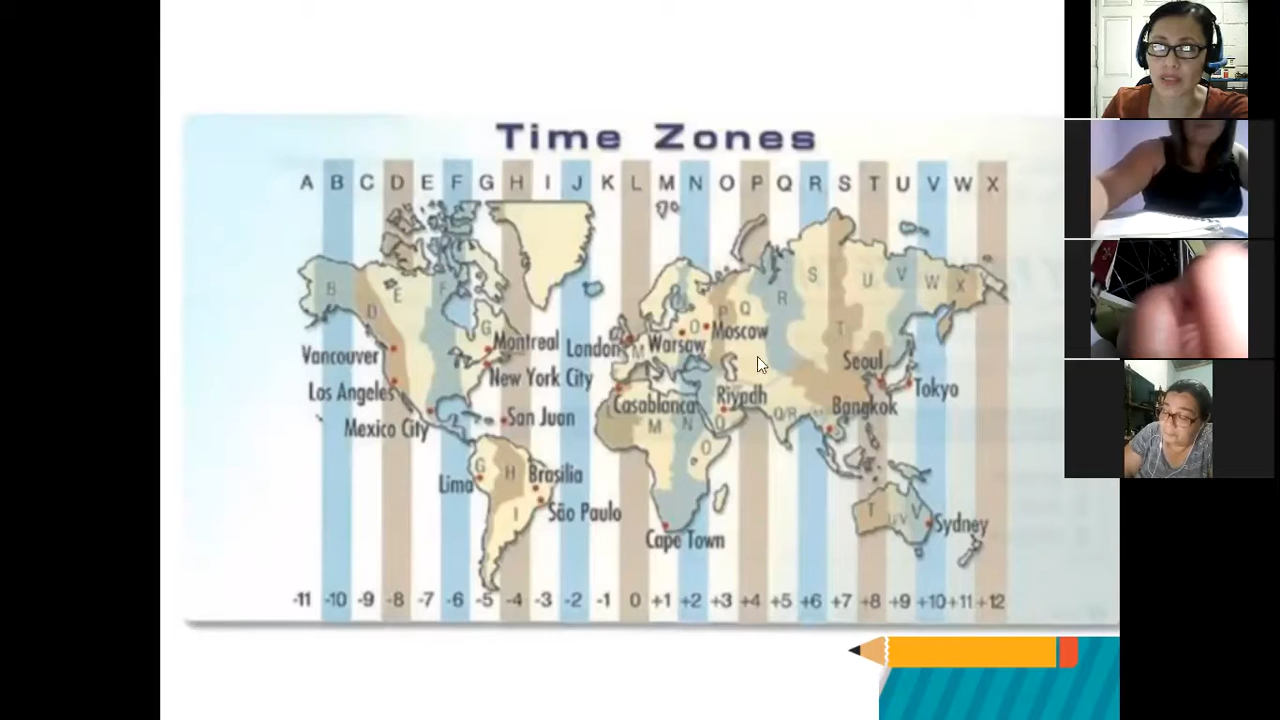 Time Zones
A B C D E F G H I J K L M N O P Q R S T U V W X
B
D
E
F
G
Montreal
London
M
Warsaw
O
Moscow
P
Q
R
S
T
U
V
W
X
Vancouver
New York City
Seoul
Tokyo
Los Angeles
Casablanca
Riyadh
Bangkok
Mexico City
San Juan
M
N
O
Q/R
O
Lima
G
H
Brasilia
I
São Paulo
Cape Town
T
V
Sydney
-11 -10 -9 -8 -7 -6 -5 -4 -3 -2 -1 0 +1 +2 +3 +4 +5 +6 +7 +8 +9 +10 +11 +12